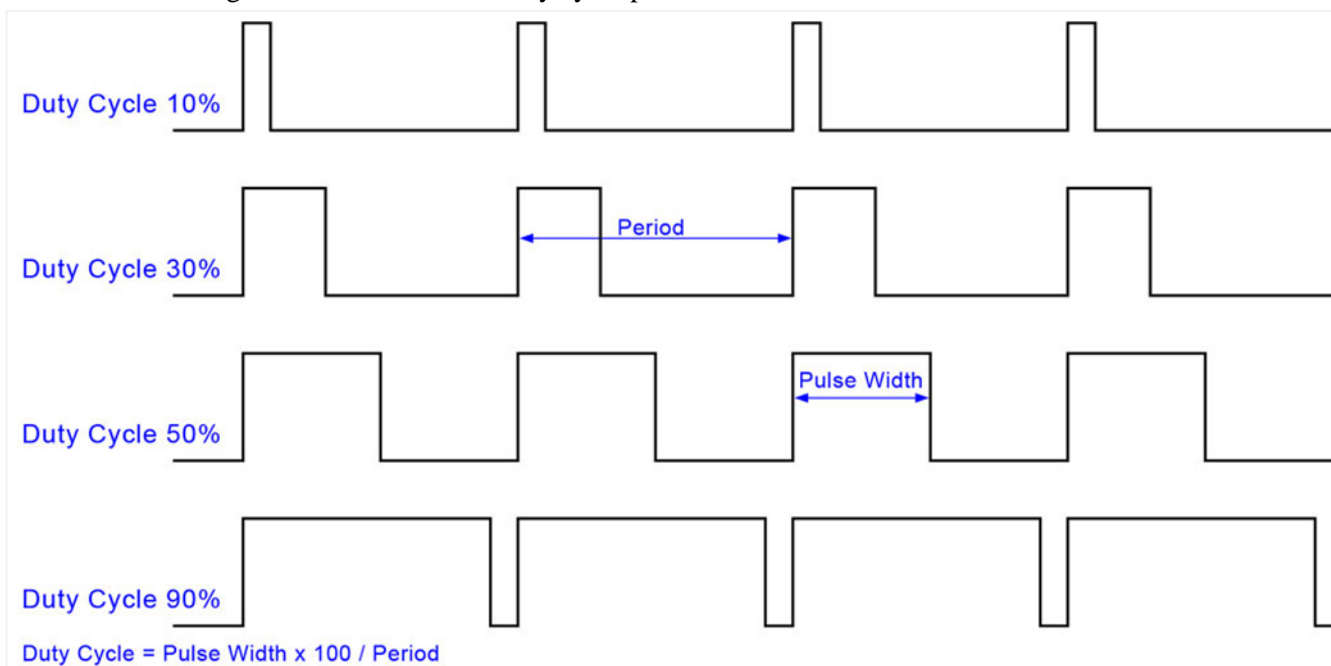 Duty Cycle 10%
Period
Duty Cycle 30%
Pulse Width
Duty Cycle 50%
Duty Cycle 90%
Duty Cycle = Pulse Width x 100 / Period